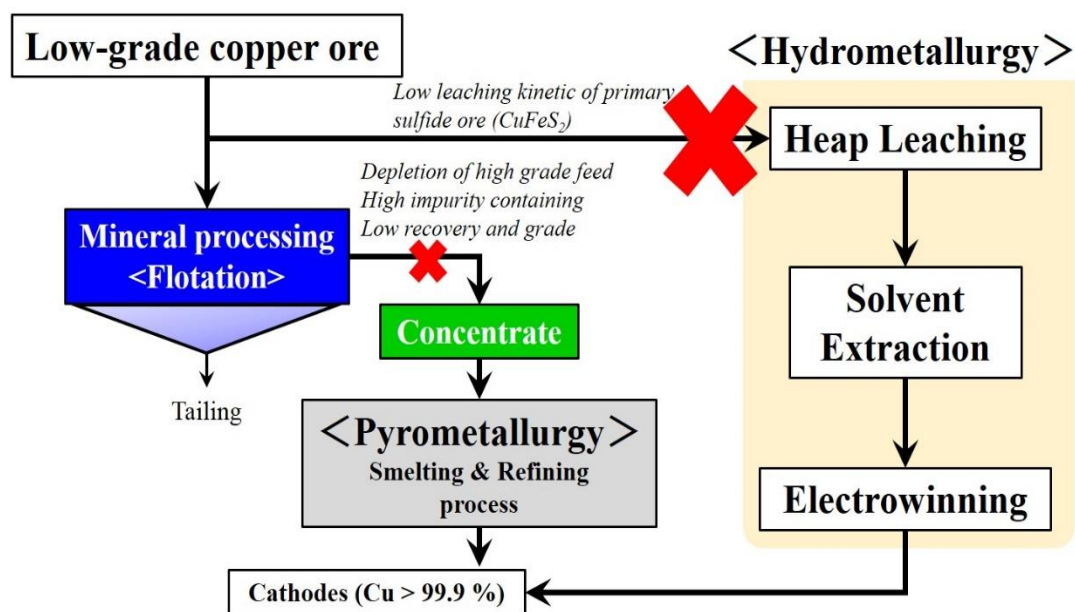 Low-grade copper ore
＜Hydrometallurgy＞
Low leaching kinetic of primary
sulfide ore (CuFeS₂)
Heap Leaching
Depletion of high grade feed
High impurity containing
Low recovery and grade
Mineral processing
<Flotation>
Solvent
Extraction
Concentrate
Tailing
＜Pyrometallurgy＞
Smelting & Refining
process
Electrowinning
Cathodes (Cu > 99.9 %)